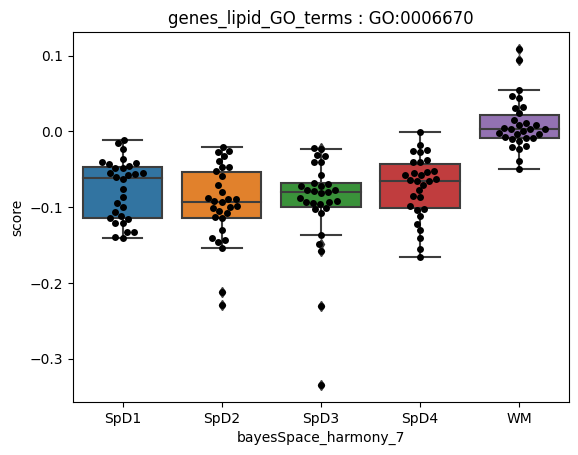 genes_lipid_GO_terms : GO:0006670
0.1
0.0
−0.1
−0.2
−0.3
score
SpD1 SpD2 SpD3 SpD4 WM
bayesSpace_harmony_7